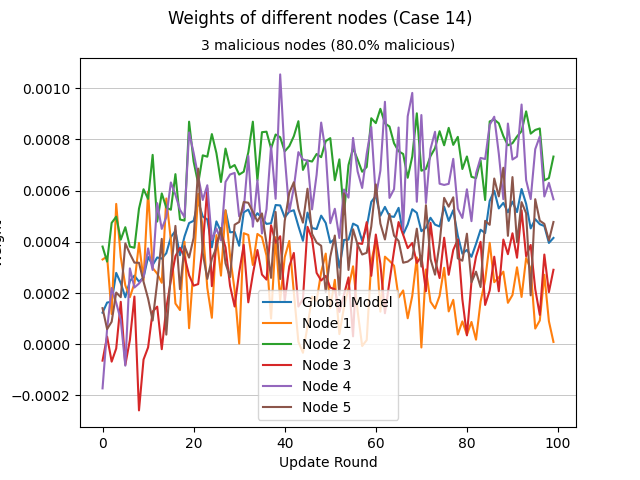 Weights of different nodes (Case 14)
3 malicious nodes (80.0% malicious)
0.0010
0.0008
0.0006
0.0004
0.0002
0.0000
−0.0002
0
20
40
60
80
100
Update Round
Global Model
Node 1
Node 2
Node 3
Node 4
Node 5